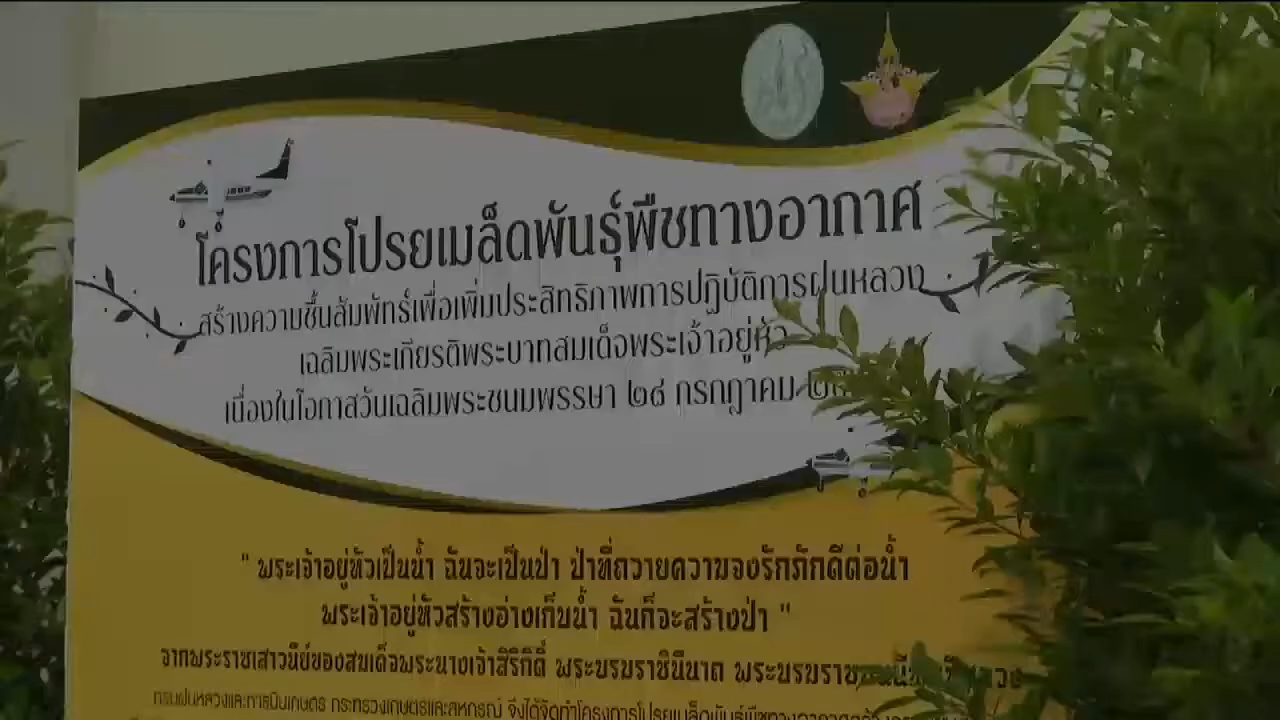 โครงการโปรยเมล็ดพันธุ์พืชทางอากาศ
สร้างความชื้นสัมพัทธ์เพื่อเพิ่มประสิทธิภาพการปฏิบัติการฝนหลวง
เฉลิมพระเกียรติพระบาทสมเด็จพระเจ้าอยู่หัว
เนื่องในโอกาสวันเฉลิมพระชนมพรรษา ๒๘ กรกฎาคม
" พระเจ้าอยู่หัวเป็นน้ำ ฉันจะเป็นป่า ป่าที่ถวายความจงรักภักดีต่อน้ำ
พระเจ้าอยู่หัวสร้างอ่างเก็บน้ำ ฉันก็จะสร้างป่า "
จากพระราชเสาวนีย์ของสมเด็จพระนางเจ้าสิริกิติ์ พระบรมราชินีนาถ
กรมฝนหลวงและการบินเกษตร กระทรวงเกษตรและสหกรณ์ จึงได้จัดทำโครงการโปรยเมล็ดพันธุ์พืชทางอากาศ